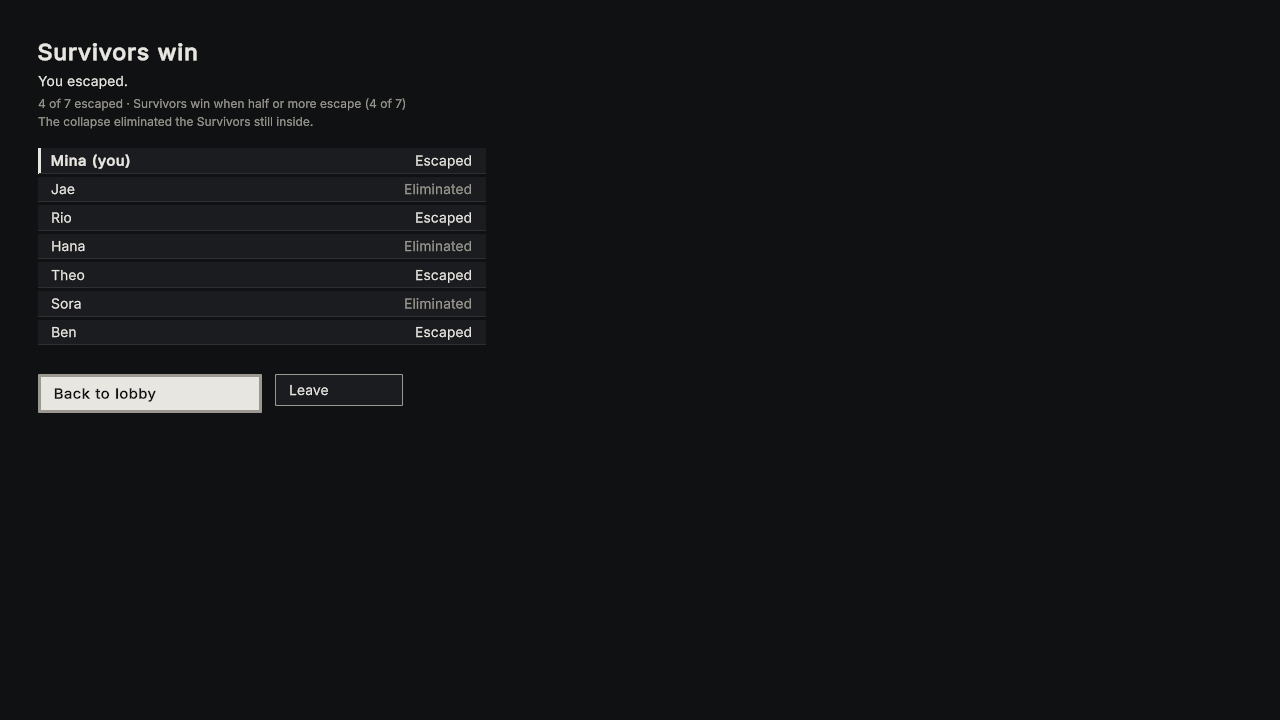 Survivors win
You escaped.
4 of 7 escaped · Survivors win when half or more escape (4 of 7)
The collapse eliminated the Survivors still inside.
Mina (you) Escaped
Jae Eliminated
Rio Escaped
Hana Eliminated
Theo Escaped
Sora Eliminated
Ben Escaped
Back to lobby Leave